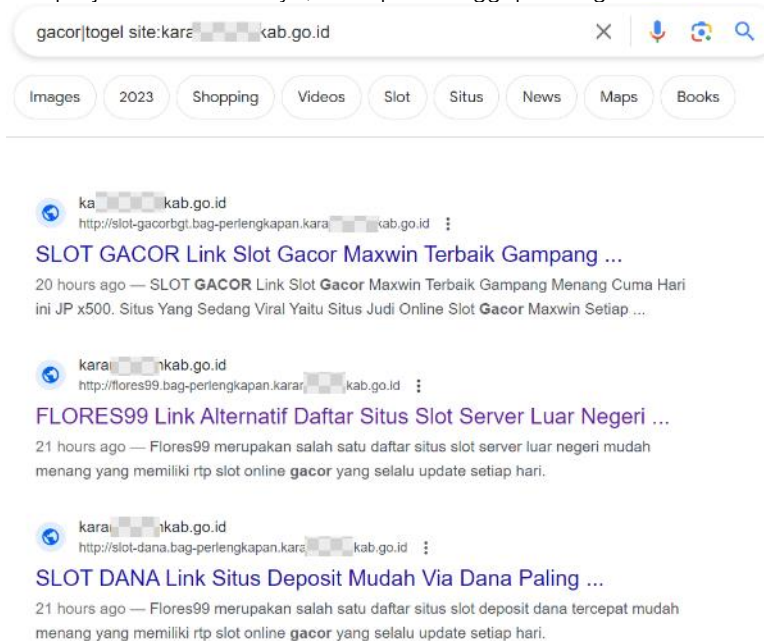 gacor|togel site:kara kab.go.id
Images 2023 Shopping Videos Slot Situs News Maps Books
ka kab.go.id
http://slot-gacorbgt.bag-perlengkapan.kara kab.go.id
SLOT GACOR Link Slot Gacor Maxwin Terbaik Gampang ...
20 hours ago — SLOT GACOR Link Slot Gacor Maxwin Terbaik Gampang Menang Cuma Hari
ini JP x500. Situs Yang Sedang Viral Yaitu Situs Judi Online Slot Gacor Maxwin Setiap ...
kara kab.go.id
http://flores99.bag-perlengkapan.karar kab.go.id
FLORES99 Link Alternatif Daftar Situs Slot Server Luar Negeri ...
21 hours ago — Flores99 merupakan salah satu daftar situs slot server luar negeri mudah
menang yang memiliki rtp slot online gacor yang selalu update setiap hari.
kara kab.go.id
http://slot-dana.bag-perlengkapan.kara kab.go.id
SLOT DANA Link Situs Deposit Mudah Via Dana Paling ...
21 hours ago — Flores99 merupakan salah satu daftar situs slot deposit dana tercepat mudah
menang yang memiliki rtp slot online gacor yang selalu update setiap hari.